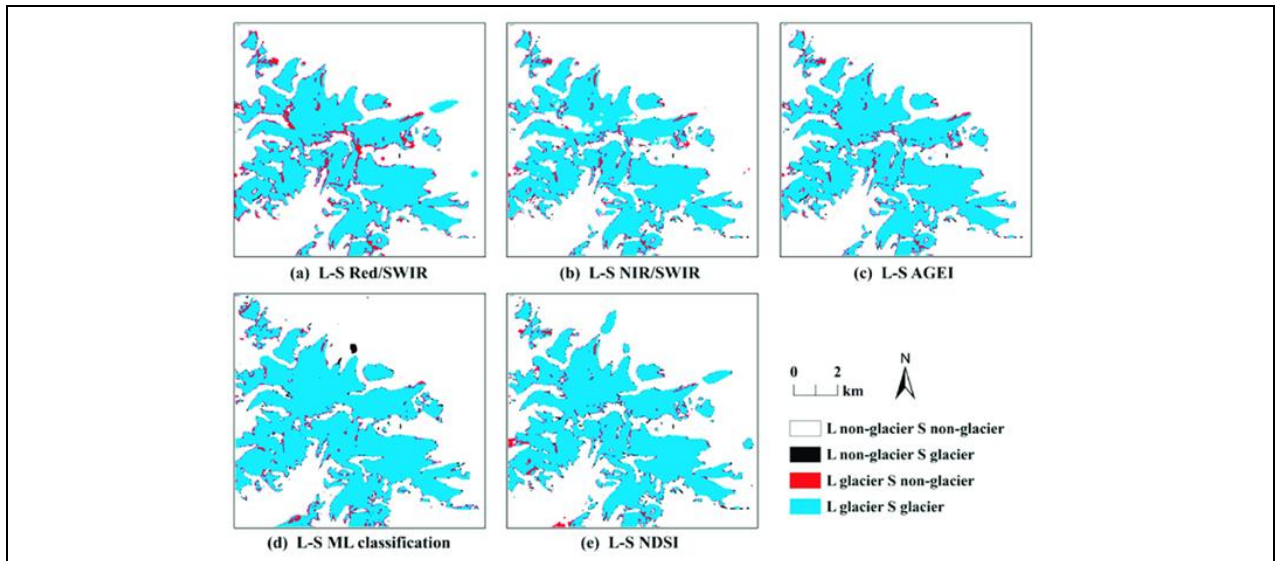 (a) L-S Red/SWIR
(b) L-S NIR/SWIR
(c) L-S AGEI
(d) L-S ML classification
(e) L-S NDSI
0 2
km
N
L non-glacier S non-glacier
L non-glacier S glacier
L glacier S non-glacier
L glacier S glacier